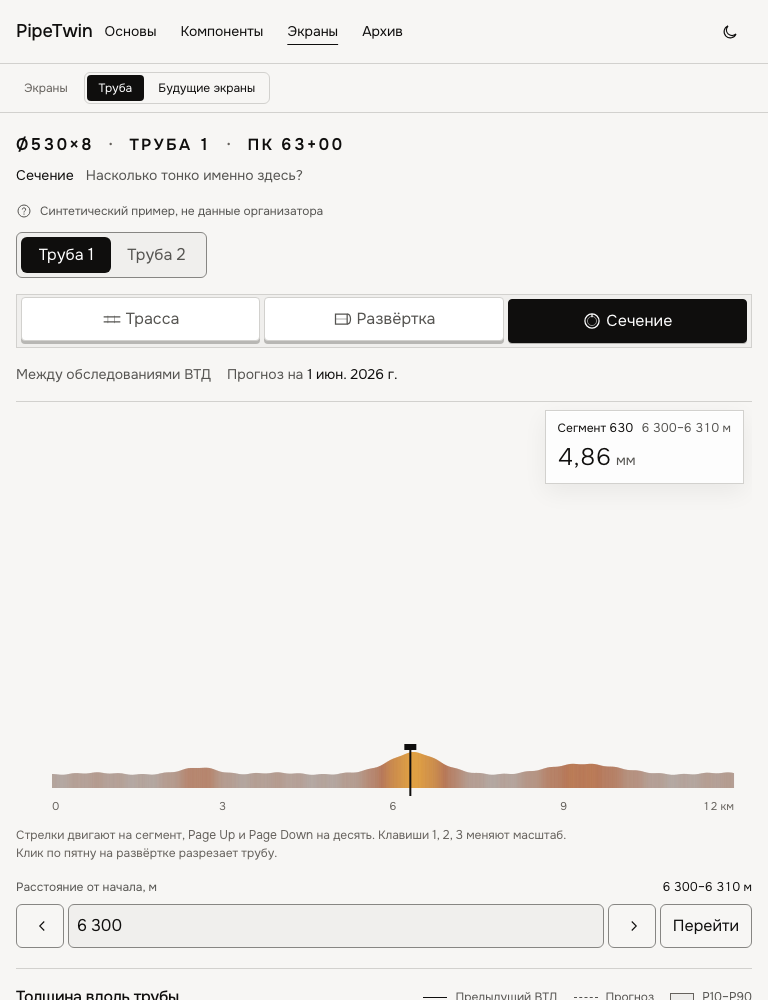 PipeTwin Основы Компоненты Экраны Архив
Экраны Труба Будущие экраны
Ø530×8 · ТРУБА 1 · ПК 63+00
Сечение Насколько тонко именно здесь?
Синтетический пример, не данные организатора
Труба 1 Труба 2
Трасса Развёртка Сечение
Между обследованиями ВТД Прогноз на 1 июн. 2026 г.
Сегмент 630 6 300–6 310 м
4,86 мм
0 3 6 9 12 км
Стрелки двигают на сегмент, Page Up и Page Down на десять. Клавиши 1, 2, 3 меняют масштаб.
Клик по пятну на развёртке разрезает трубу.
Расстояние от начала, м 6 300–6 310 м
6 300 Перейти
Толщина вдоль трубы Предыдущий ВТД Прогноз P10–P90